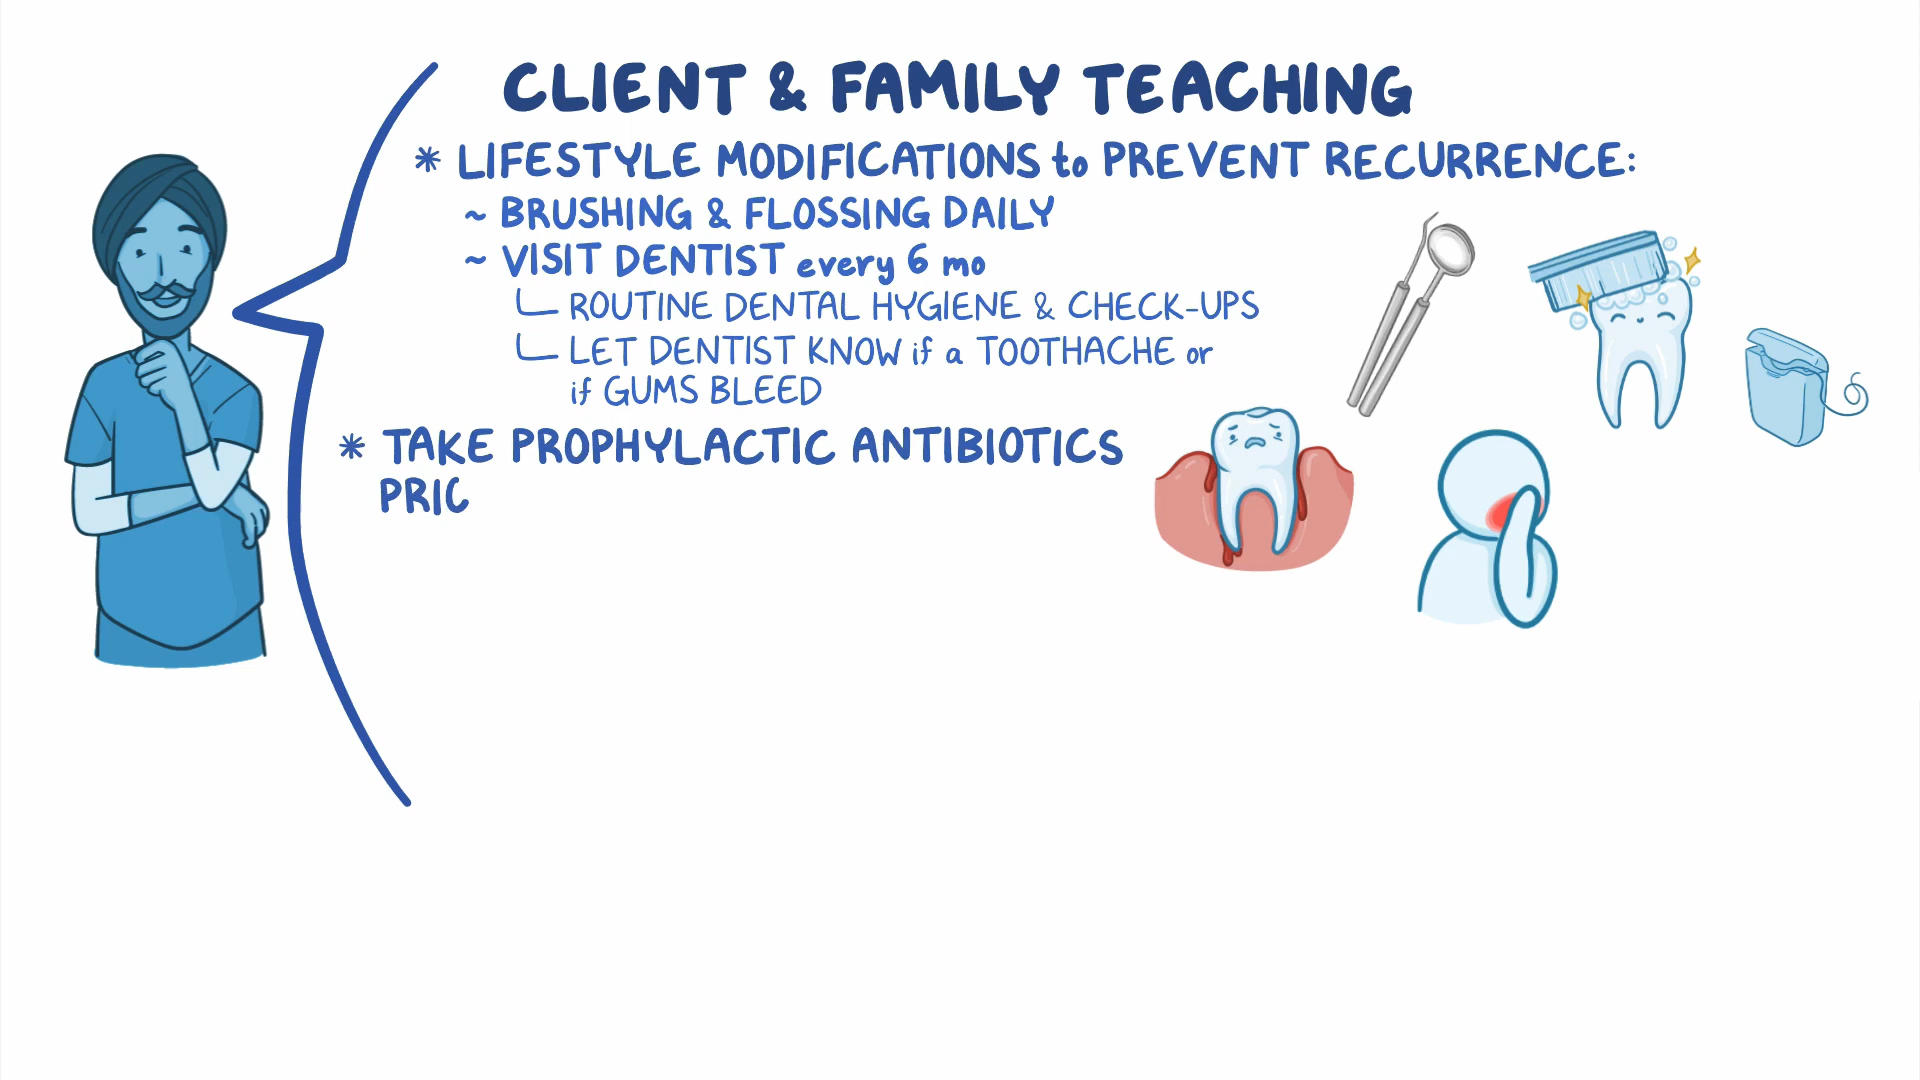 CLIENT & FAMILY TEACHING
* LIFESTYLE MODIFICATIONS to PREVENT RECURRENCE:
~ BRUSHING & FLOSSING DAILY
~ VISIT DENTIST every 6 mo
ROUTINE DENTAL HYGIENE & CHECK-UPS
LET DENTIST KNOW if a TOOTHACHE or
if GUMS BLEED
* TAKE PROPHYLACTIC ANTIBIOTICS
PRIC